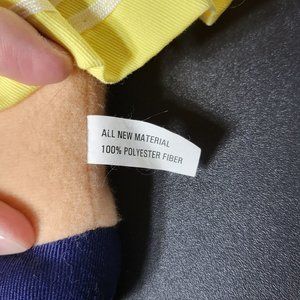 ALL NEW MATERIAL
100% POLYESTER FIBER